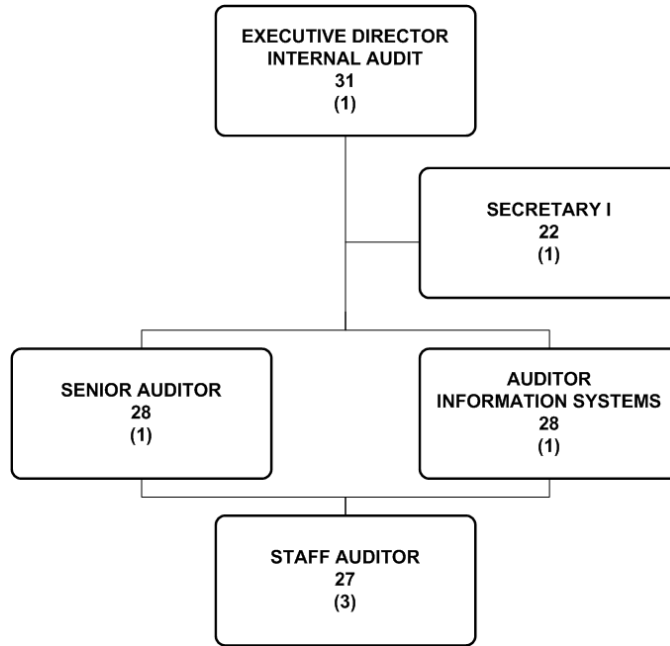 EXECUTIVE DIRECTOR
INTERNAL AUDIT
31
(1)
SECRETARY I
22
(1)
SENIOR AUDITOR
28
(1)
AUDITOR
INFORMATION SYSTEMS
28
(1)
STAFF AUDITOR
27
(3)